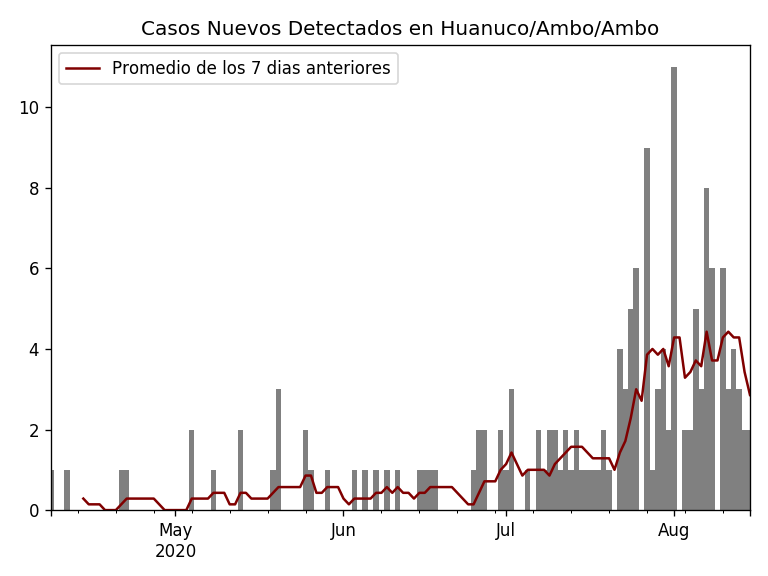 Casos Nuevos Detectados en Huanuco/Ambo/Ambo
Promedio de los 7 dias anteriores
10
8
6
4
2
0
May Jun Jul Aug
2020